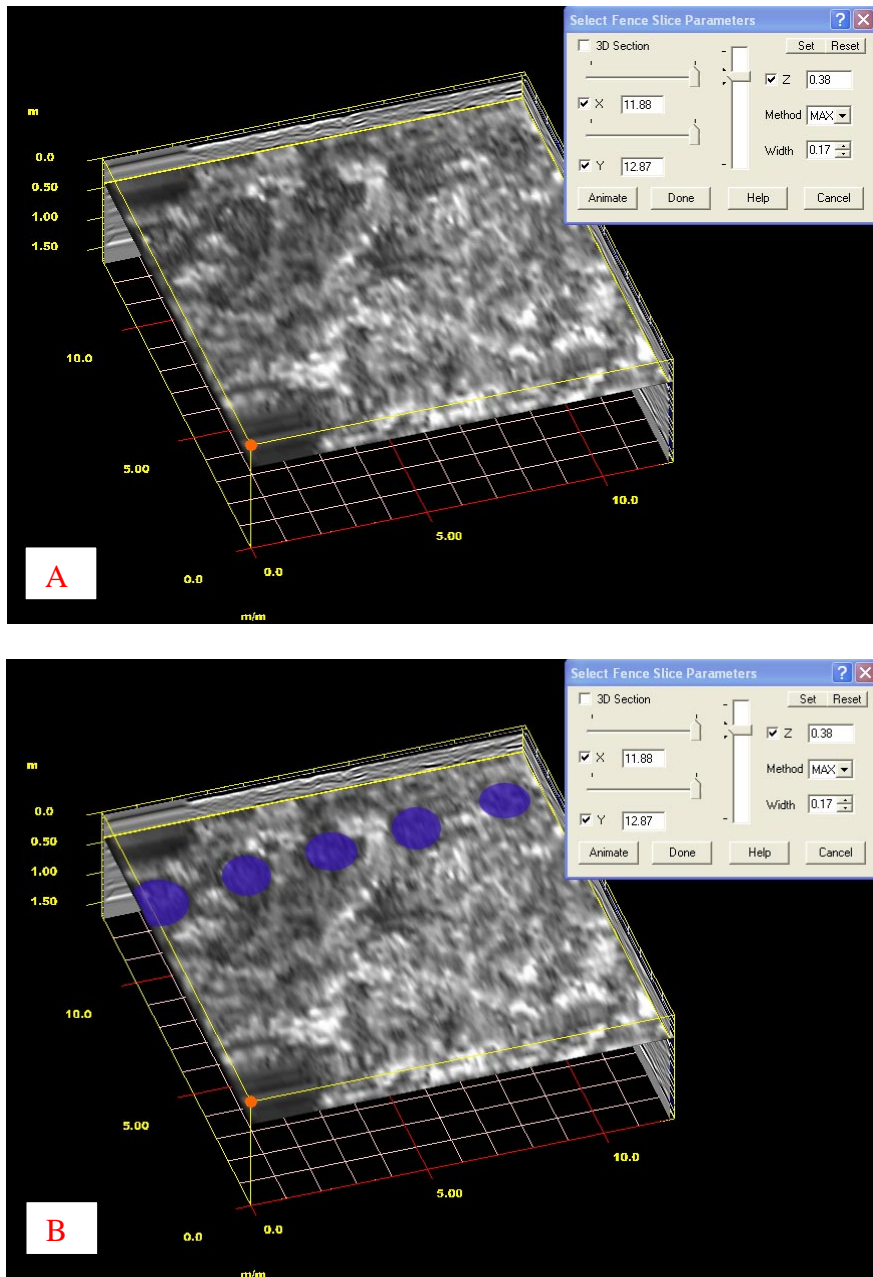 Select Fence Slice Parameters
3D Section
Set Reset
Z 0.38
X 11.88
Method MAX
Width 0.17
Y 12.87
Animate Done Help Cancel
m
0.0
0.50
1.00
1.50
10.0
5.00
0.0
0.0
5.00
10.0
m/m
A
Select Fence Slice Parameters
3D Section
Set Reset
Z 0.38
X 11.88
Method MAX
Width 0.17
Y 12.87
Animate Done Help Cancel
m
0.0
0.50
1.00
1.50
10.0
5.00
0.0
0.0
5.00
10.0
m/m
B